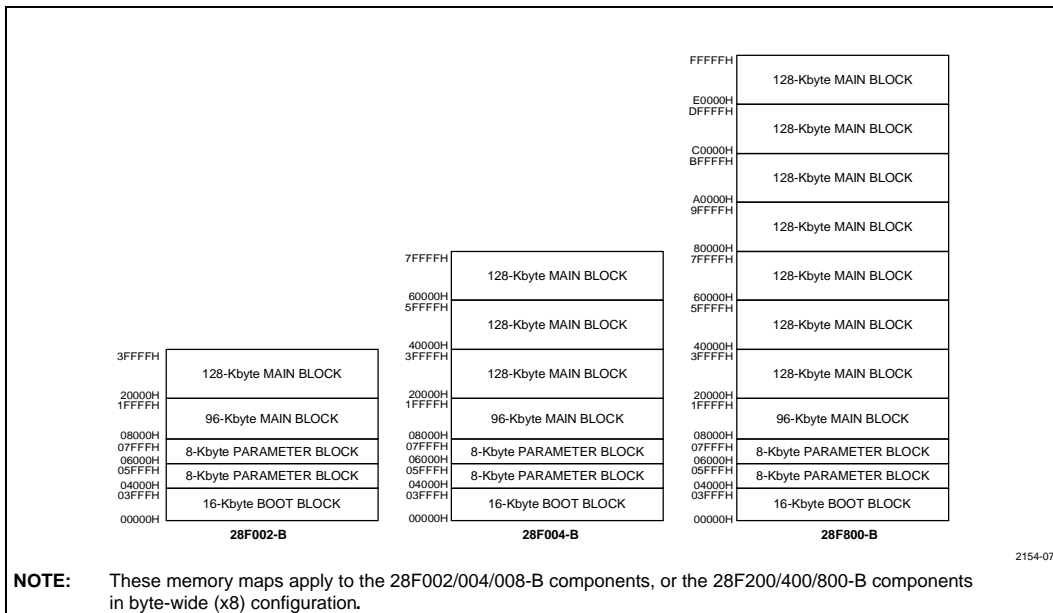 3FFFFH
128-Kbyte MAIN BLOCK
20000H
1FFFFH
96-Kbyte MAIN BLOCK
08000H
07FFFH
8-Kbyte PARAMETER BLOCK
06000H
05FFFH
8-Kbyte PARAMETER BLOCK
04000H
03FFFH
16-Kbyte BOOT BLOCK
00000H
28F002-B
7FFFFH
128-Kbyte MAIN BLOCK
60000H
5FFFFH
128-Kbyte MAIN BLOCK
40000H
3FFFFH
128-Kbyte MAIN BLOCK
20000H
1FFFFH
96-Kbyte MAIN BLOCK
08000H
07FFFH
8-Kbyte PARAMETER BLOCK
06000H
05FFFH
8-Kbyte PARAMETER BLOCK
04000H
03FFFH
16-Kbyte BOOT BLOCK
00000H
28F004-B
FFFFFH
128-Kbyte MAIN BLOCK
E0000H
DFFFFH
128-Kbyte MAIN BLOCK
C0000H
BFFFFH
128-Kbyte MAIN BLOCK
A0000H
9FFFFH
128-Kbyte MAIN BLOCK
80000H
7FFFFH
128-Kbyte MAIN BLOCK
60000H
5FFFFH
128-Kbyte MAIN BLOCK
40000H
3FFFFH
128-Kbyte MAIN BLOCK
20000H
1FFFFH
96-Kbyte MAIN BLOCK
08000H
07FFFH
8-Kbyte PARAMETER BLOCK
06000H
05FFFH
8-Kbyte PARAMETER BLOCK
04000H
03FFFH
16-Kbyte BOOT BLOCK
00000H
28F800-B
2154-07
NOTE: These memory maps apply to the 28F002/004/008-B components, or the 28F200/400/800-B components
in byte-wide (x8) configuration.